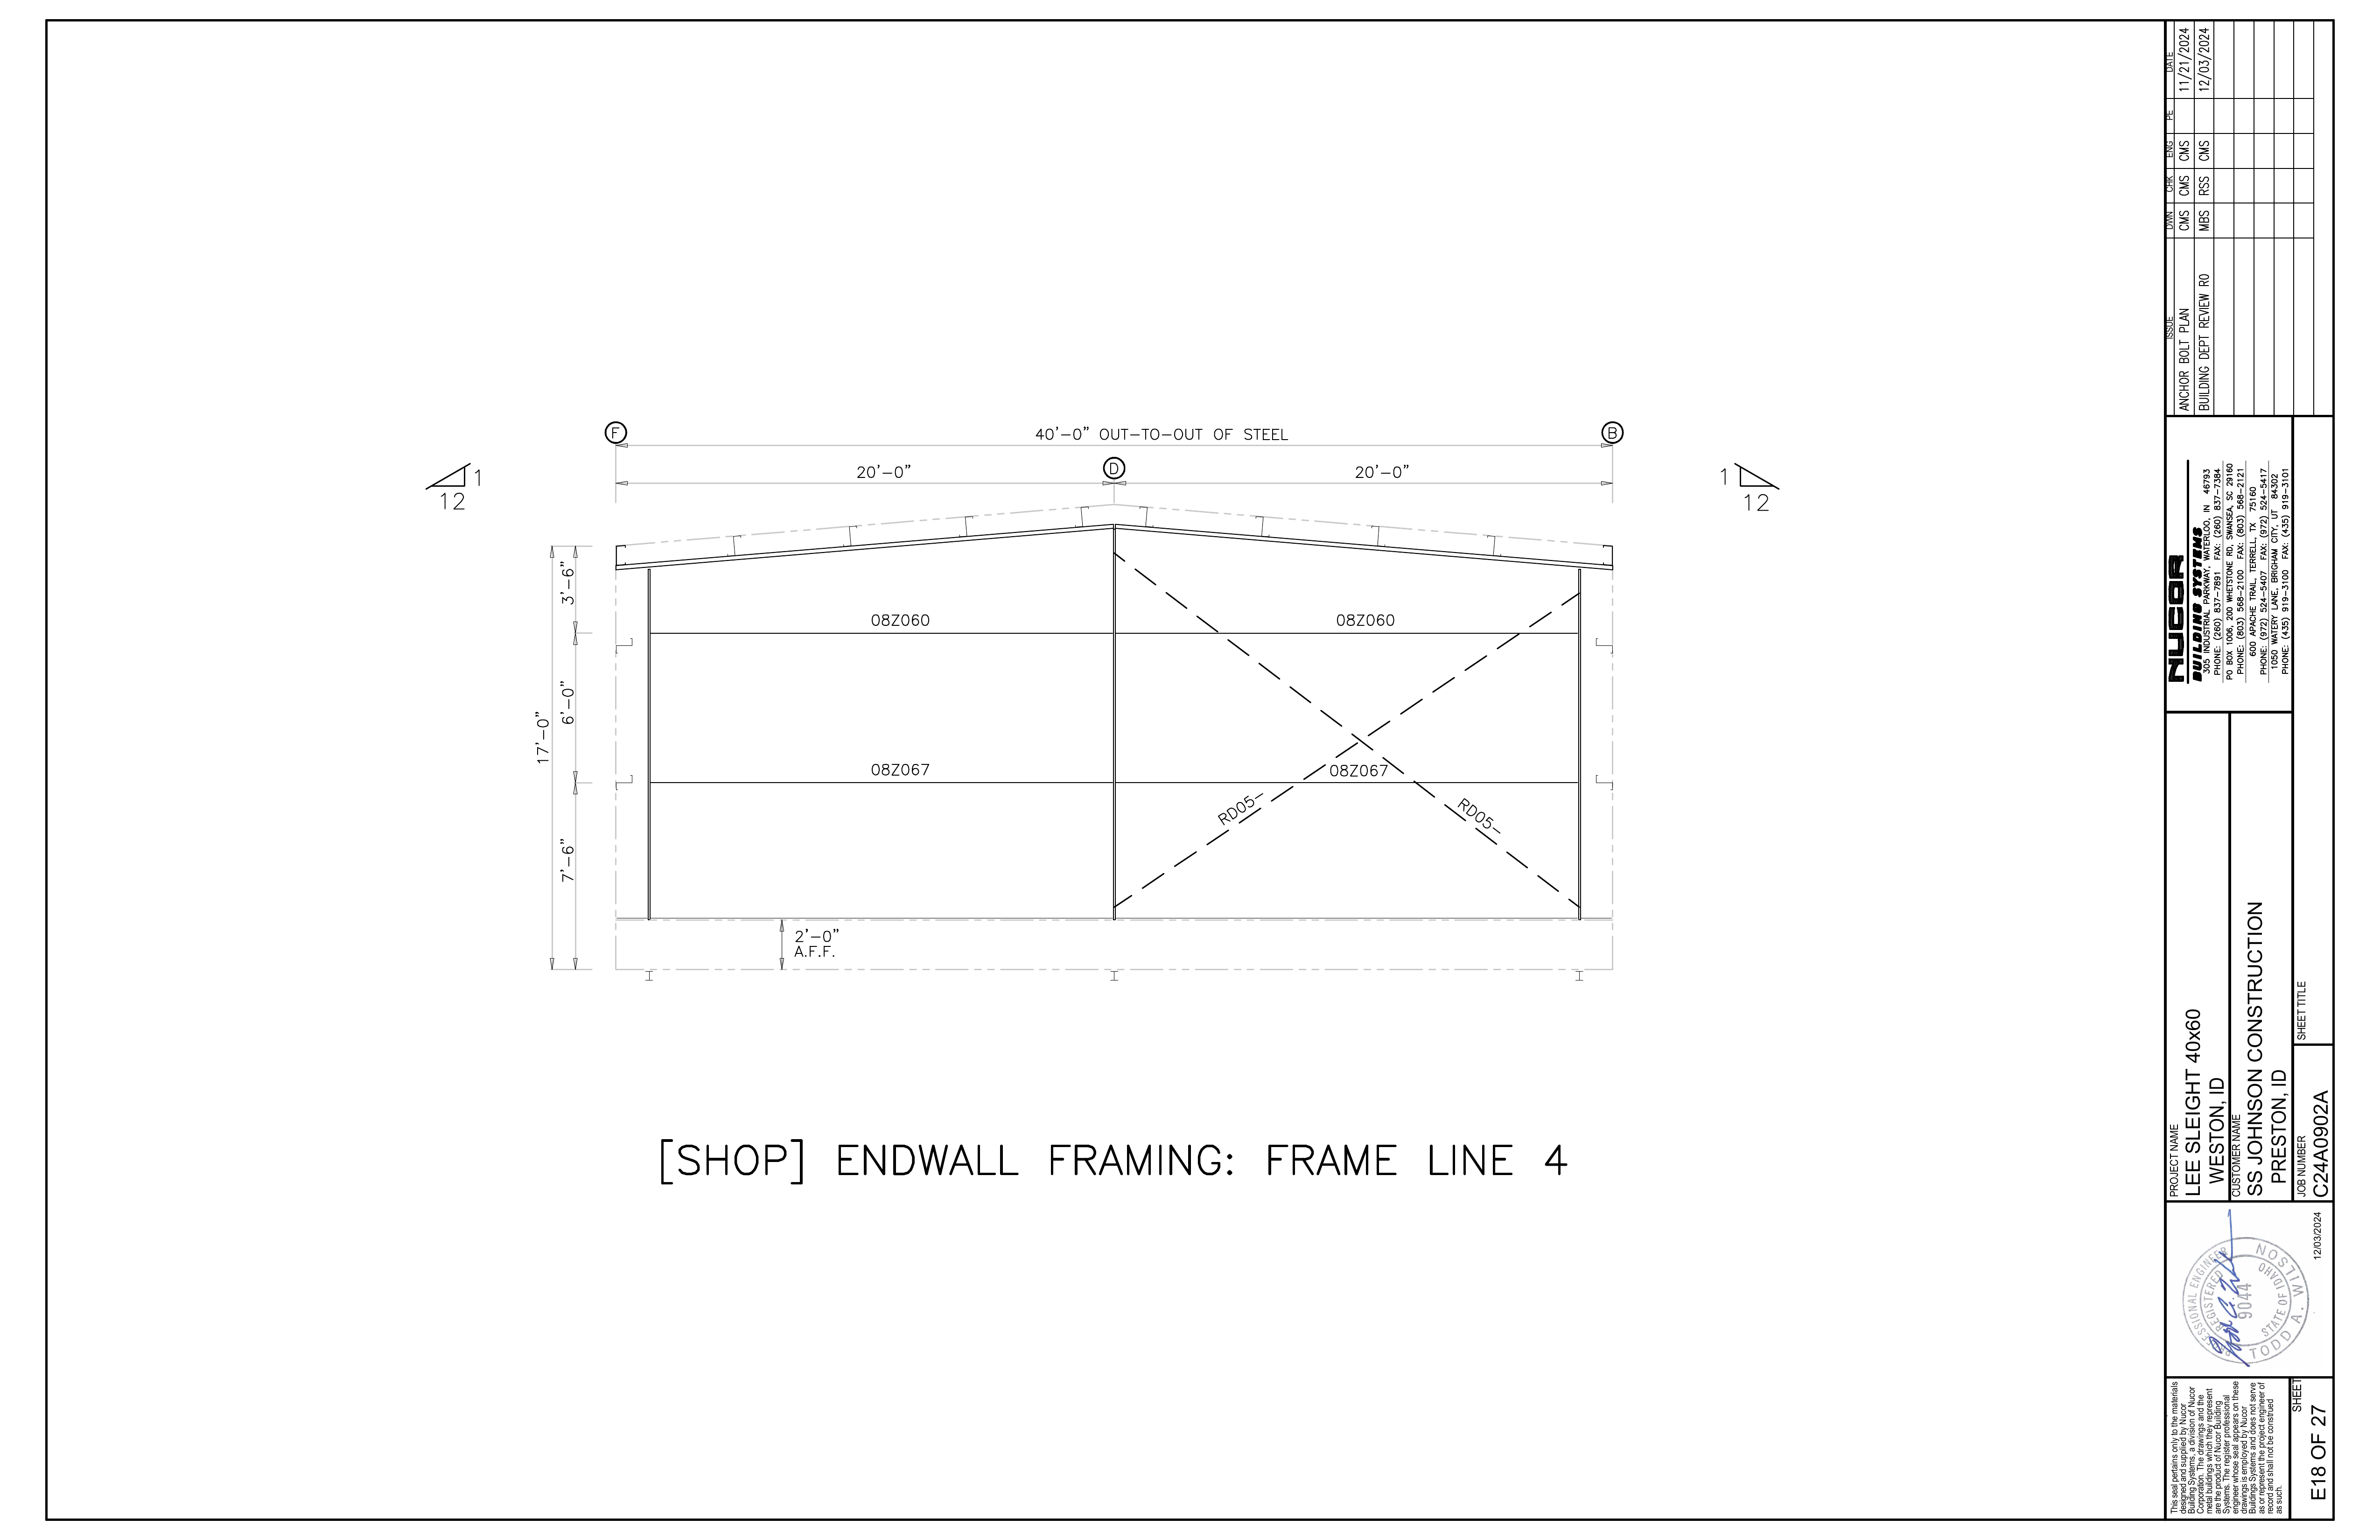 F
B
40'-0" OUT-TO-OUT OF STEEL
D
20'-0"
20'-0"
1
12
1
12
3'-6"
6'-0"
17'-0"
7'-6"
08Z060
08Z060
08Z067
08Z067
RD05-
RD05-
2'-0"
A.F.F.
[SHOP] ENDWALL FRAMING: FRAME LINE 4
ISSUE DWN CHK ENG PE DATE
ANCHOR BOLT PLAN CMS CMS CMS 11/21/2024
BUILDING DEPT REVIEW R0 MBS RSS CMS 12/03/2024
NUCOR
BUILDING SYSTEMS
305 INDUSTRIAL PARKWAY, WATERLOO, IN 46793
PHONE: (260) 837-7891 FAX: (260) 837-7384
PO BOX 1006, 200 WHETSTONE RD, SWANSEA, SC 29160
PHONE: (803) 568-2100 FAX: (803) 568-2121
600 APACHE TRAIL, TERRELL, TX 75160
PHONE: (972) 524-5407 FAX: (972) 524-5417
1050 WATERY LANE, BRIGHAM CITY, UT 84302
PHONE: (435) 919-3100 FAX: (435) 919-3101
PROJECT NAME
LEE SLEIGHT 40x60
WESTON, ID
CUSTOMER NAME
SS JOHNSON CONSTRUCTION
PRESTON, ID
JOB NUMBER
C24A0902A
SHEET TITLE
REGISTERED
9044
STATE OF IDAHO
TODD A. WILSON
12/03/2024
This seal pertains only to the materials
designed and supplied by Nucor
Building Systems, a division of Nucor
Corporation. The drawings and the
metal buildings which they represent
are the product of Nucor Building
Systems. The register professional
engineer whose seal appears on these
drawings is employed by Nucor
Buildings Systems and does not serve
as or represent the project engineer of
record and shall not be construed
as such.
SHEET
E18 OF 27